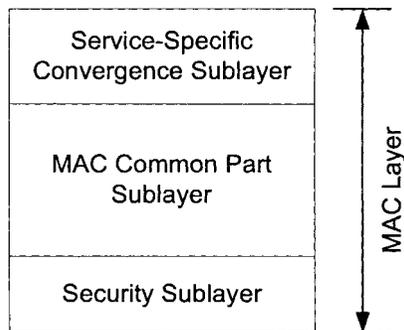 Service-Specific
Convergence Sublayer
MAC Common Part
Sublayer
Security Sublayer
MAC Layer